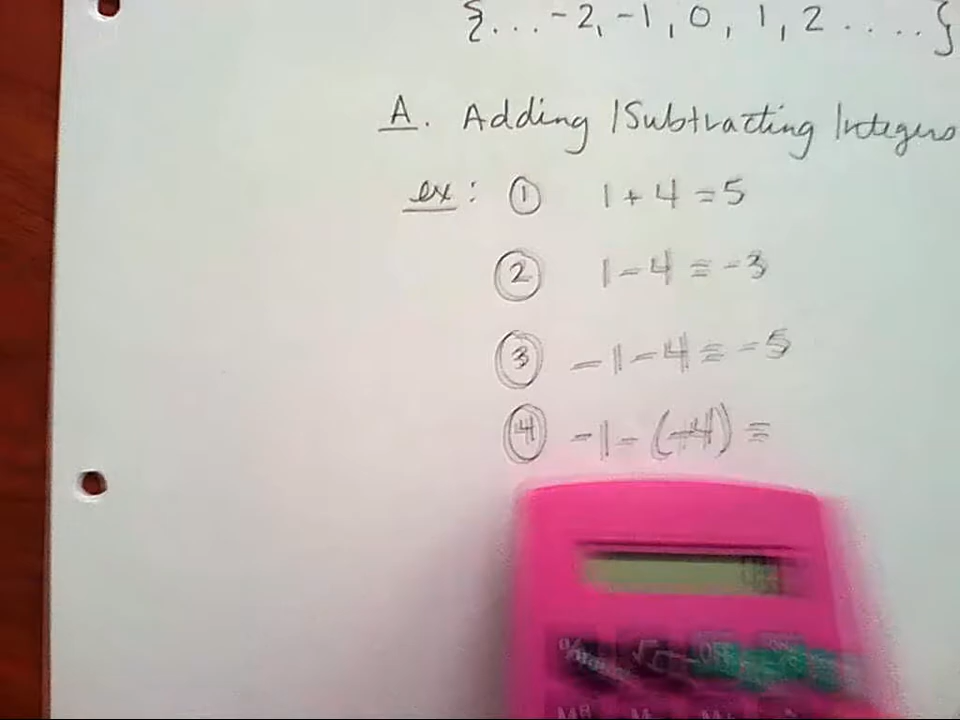 {... -2, -1, 0, 1, 2 ....}
A. Adding / Subtracting Integers
ex: ① 1 + 4 = 5
② 1 - 4 = -3
③ -1 - 4 = -5
④ -1 - (-4) =